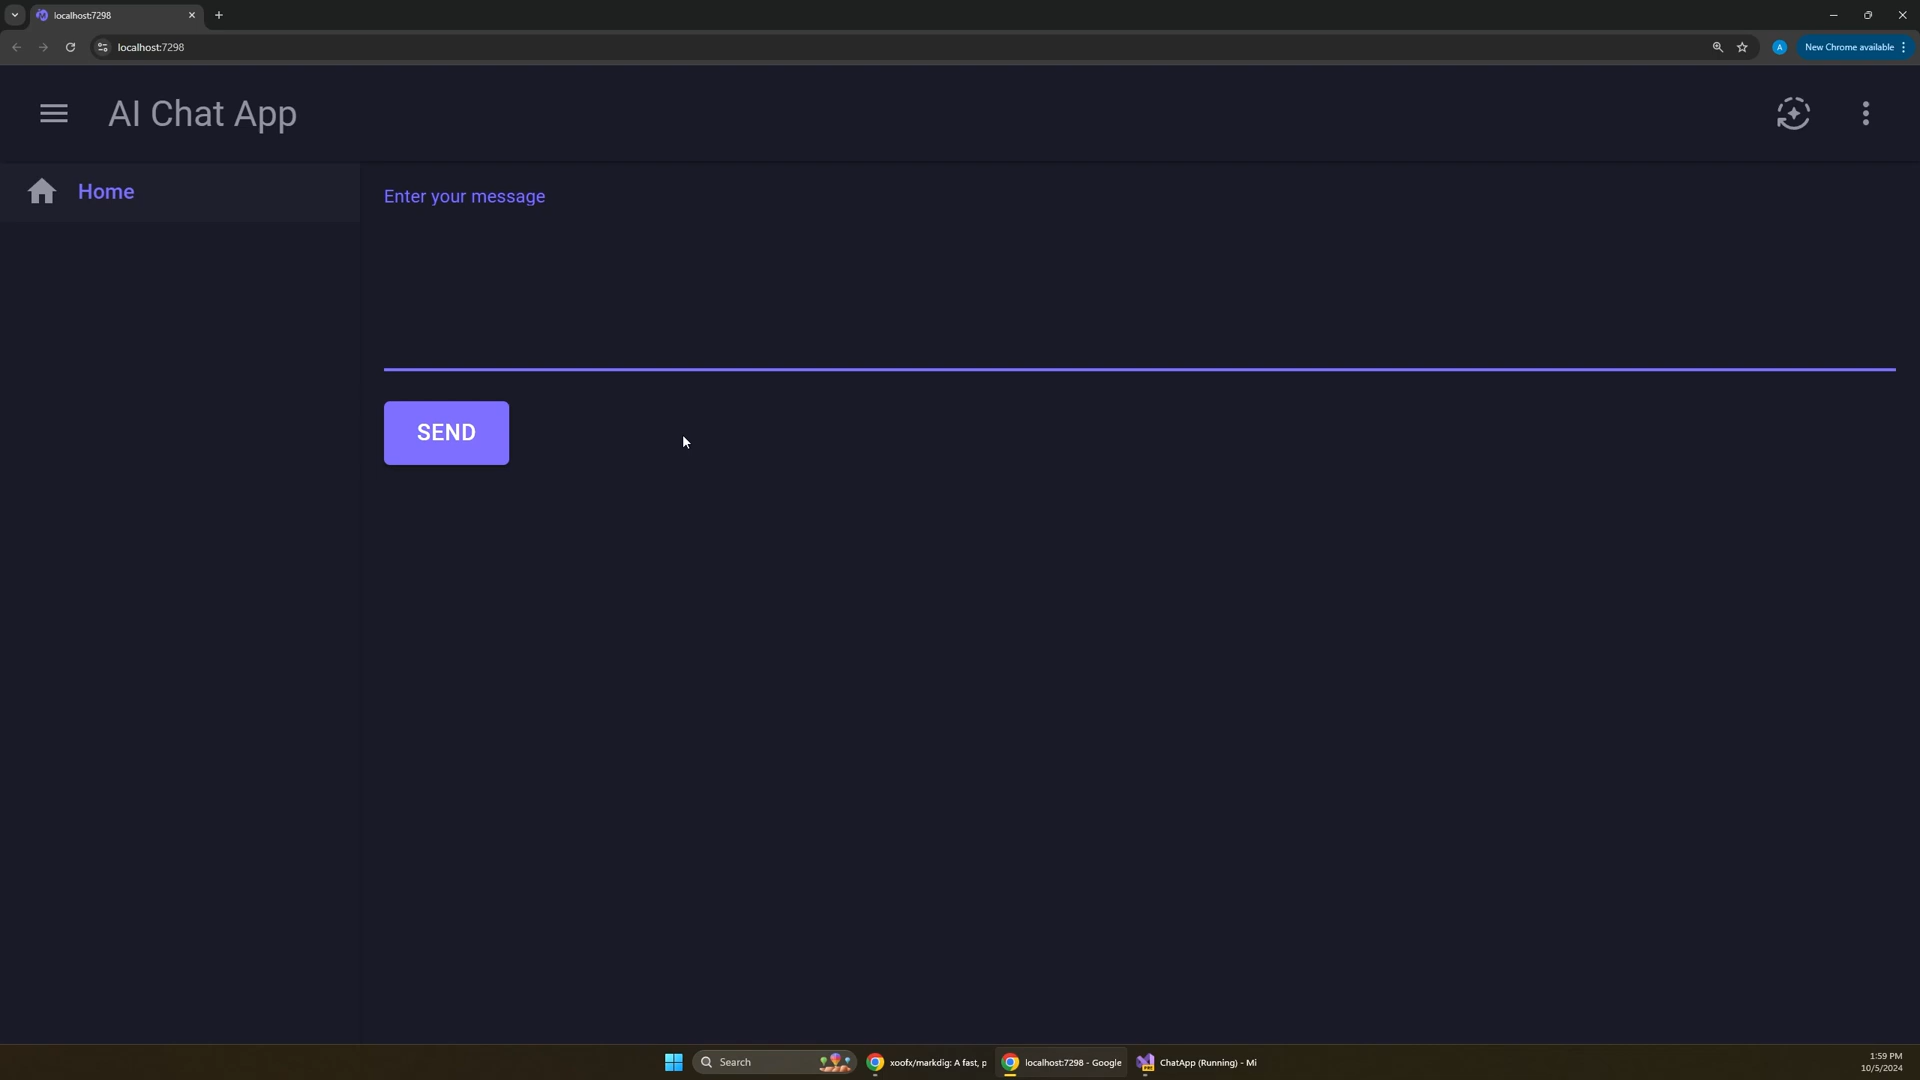 localhost:7298
localhost:7298
A
New Chrome available
AI Chat App
Home
Enter your message
SEND
Search
xoofx/markdig: A fast, p
localhost:7298 - Google
ChatApp (Running) - Mi
1:59 PM
10/5/2024